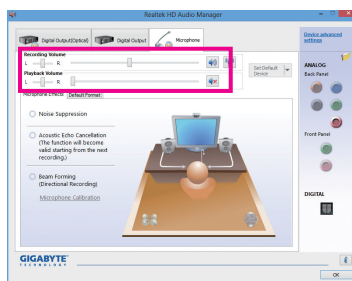 Realtek HD Audio Manager
Digital Output(Optical)
Digital Output
Microphone
Device advanced
settings
Recording Volume
L
R
Playback Volume
L
R
Set Default
Device
ANALOG
Back Panel
Microphone Effects
Default Format
Noise Suppression
Acoustic Echo Cancellation
(The function will become
valid starting from the next
recording.)
Beam Forming
(Directional Recording)
Microphone Calibration
Front Panel
DIGITAL
GIGABYTE
TECHNOLOGY
OK